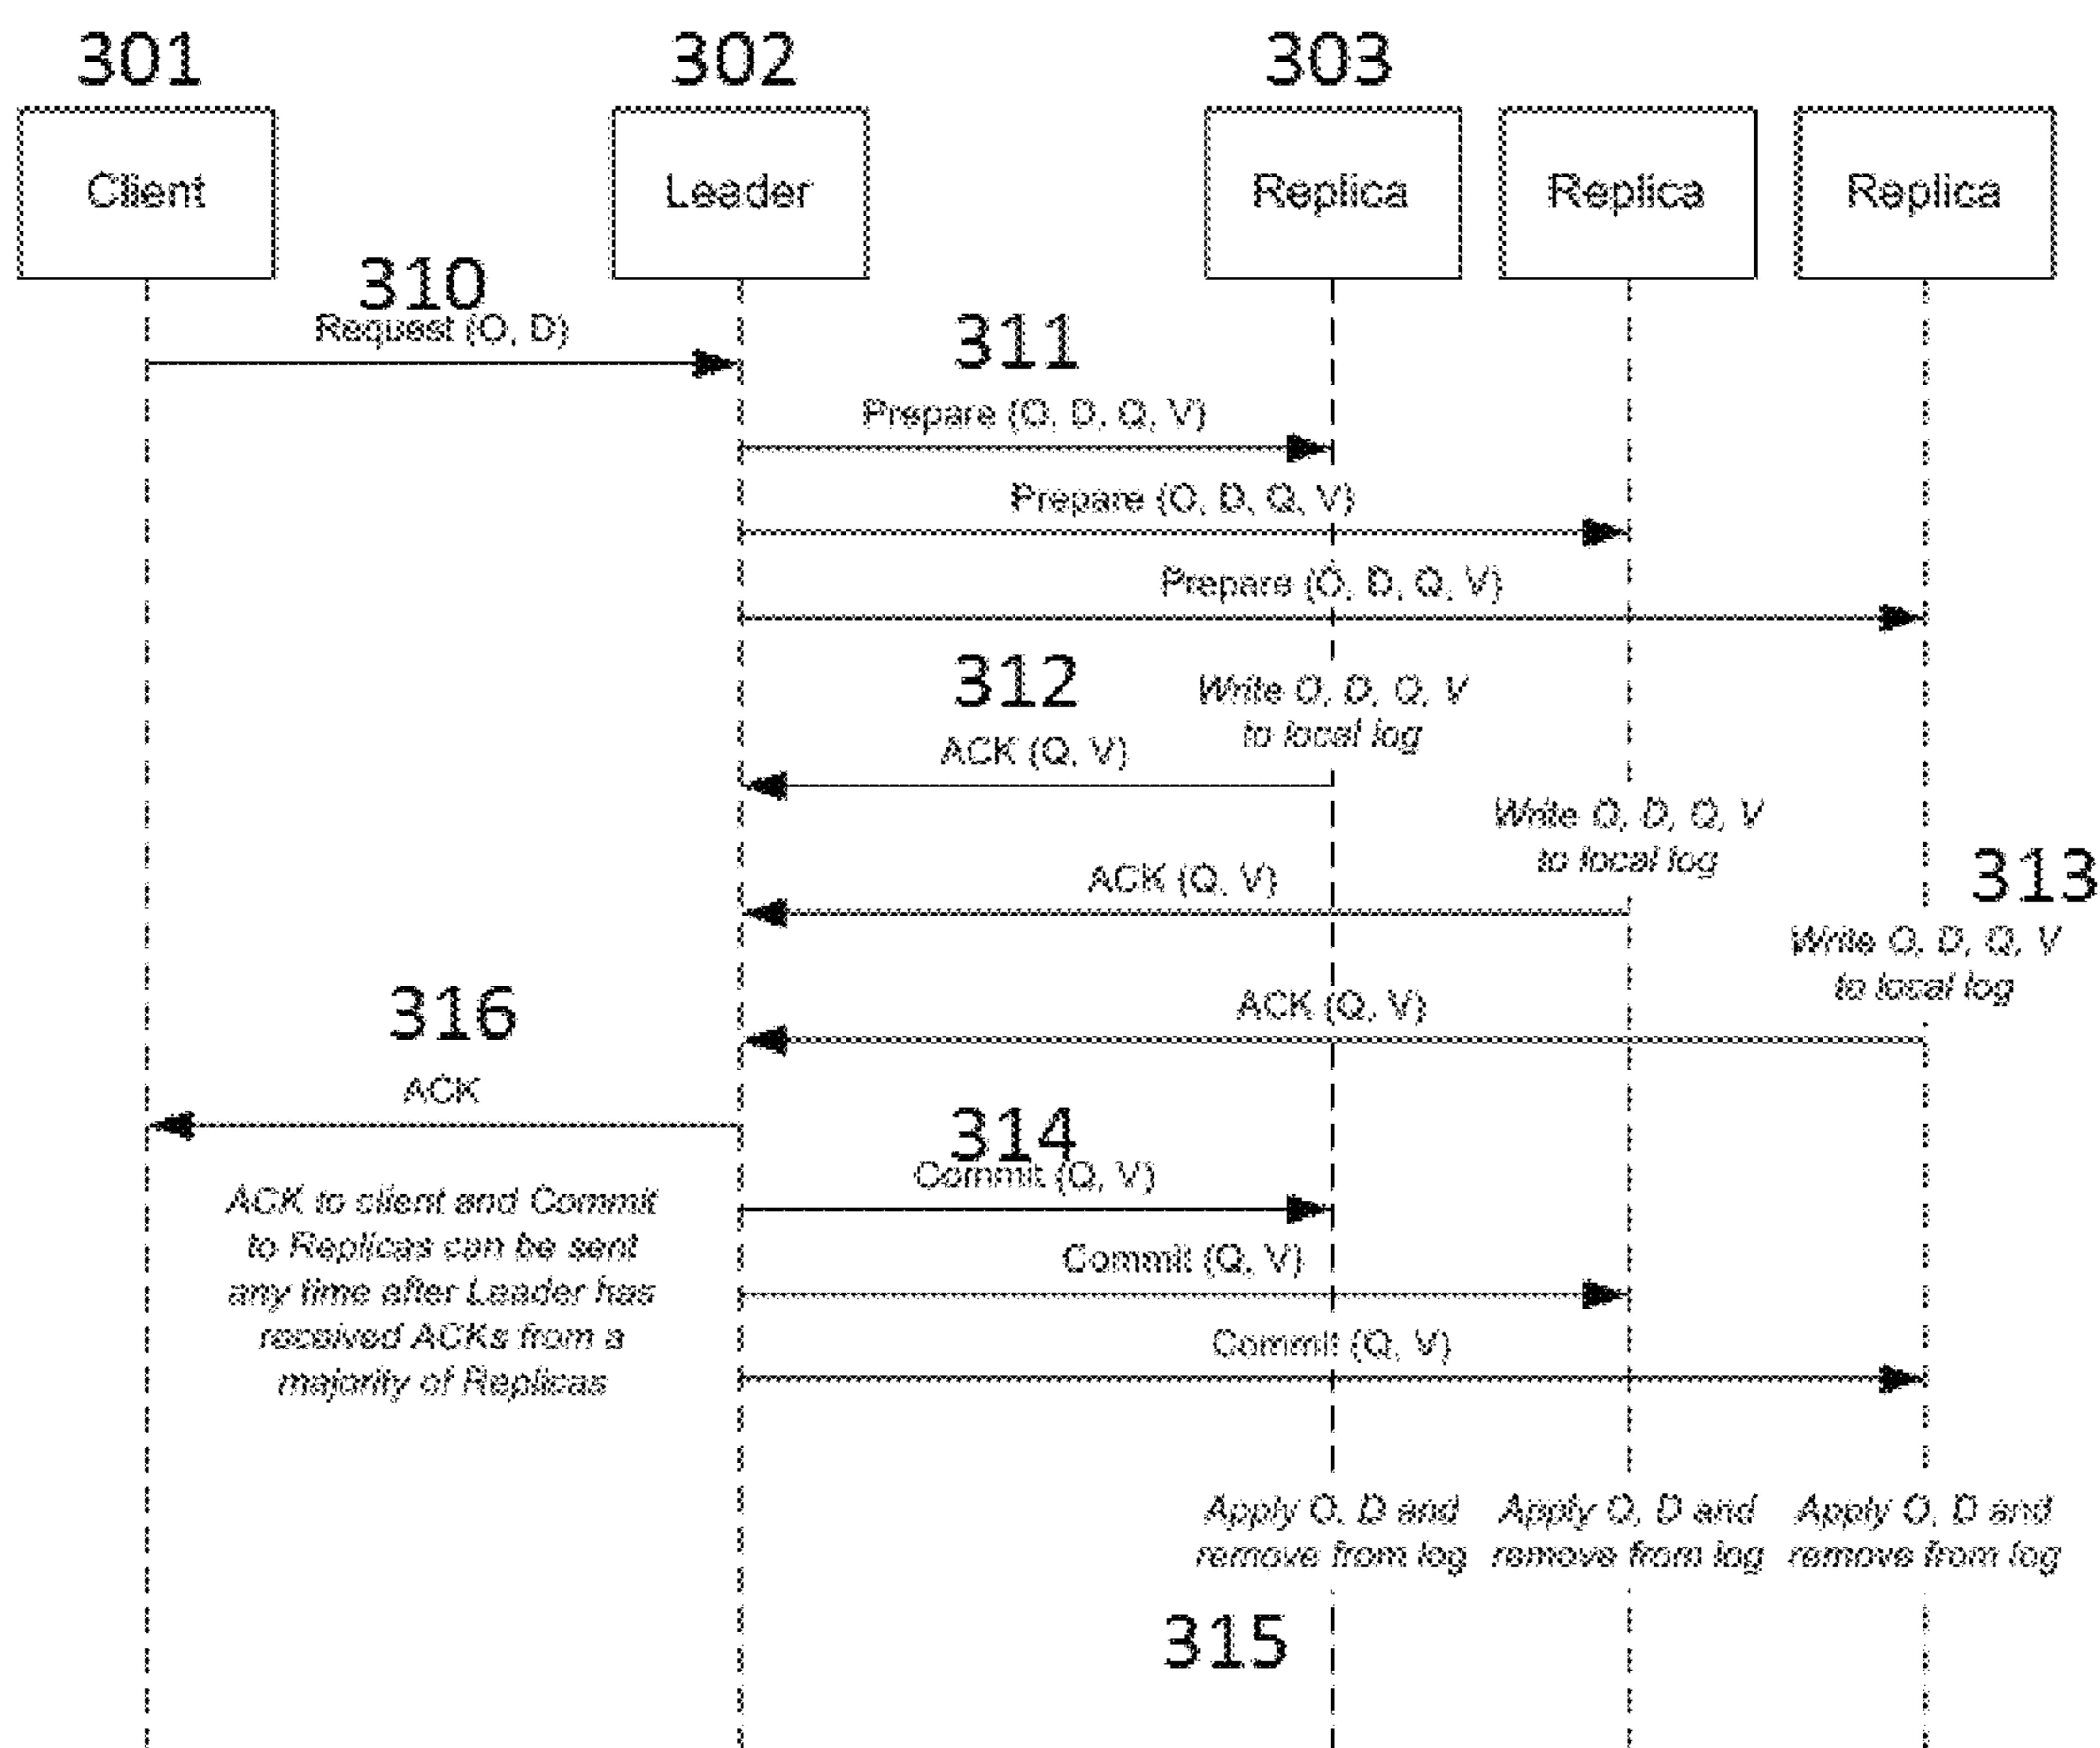 301
302
303
Client
Leader
Replica
Replica
Replica
310
Request (O, D)
311
Prepare (O, D, Q, V)
Prepare (O, D, Q, V)
Prepare (O, D, Q, V)
312
Write O, D, Q, V
to local log
ACK (Q, V)
Write O, D, Q, V
to local log
313
ACK (Q, V)
Write O, D, Q, V
to local log
316
ACK (Q, V)
ACK
314
Commit (Q, V)
ACK to client and Commit
to Replicas can be sent
any time after Leader has
received ACKs from a
majority of Replicas
Commit (Q, V)
Commit (Q, V)
Apply O, D and
remove from log
Apply O, D and
remove from log
Apply O, D and
remove from log
315